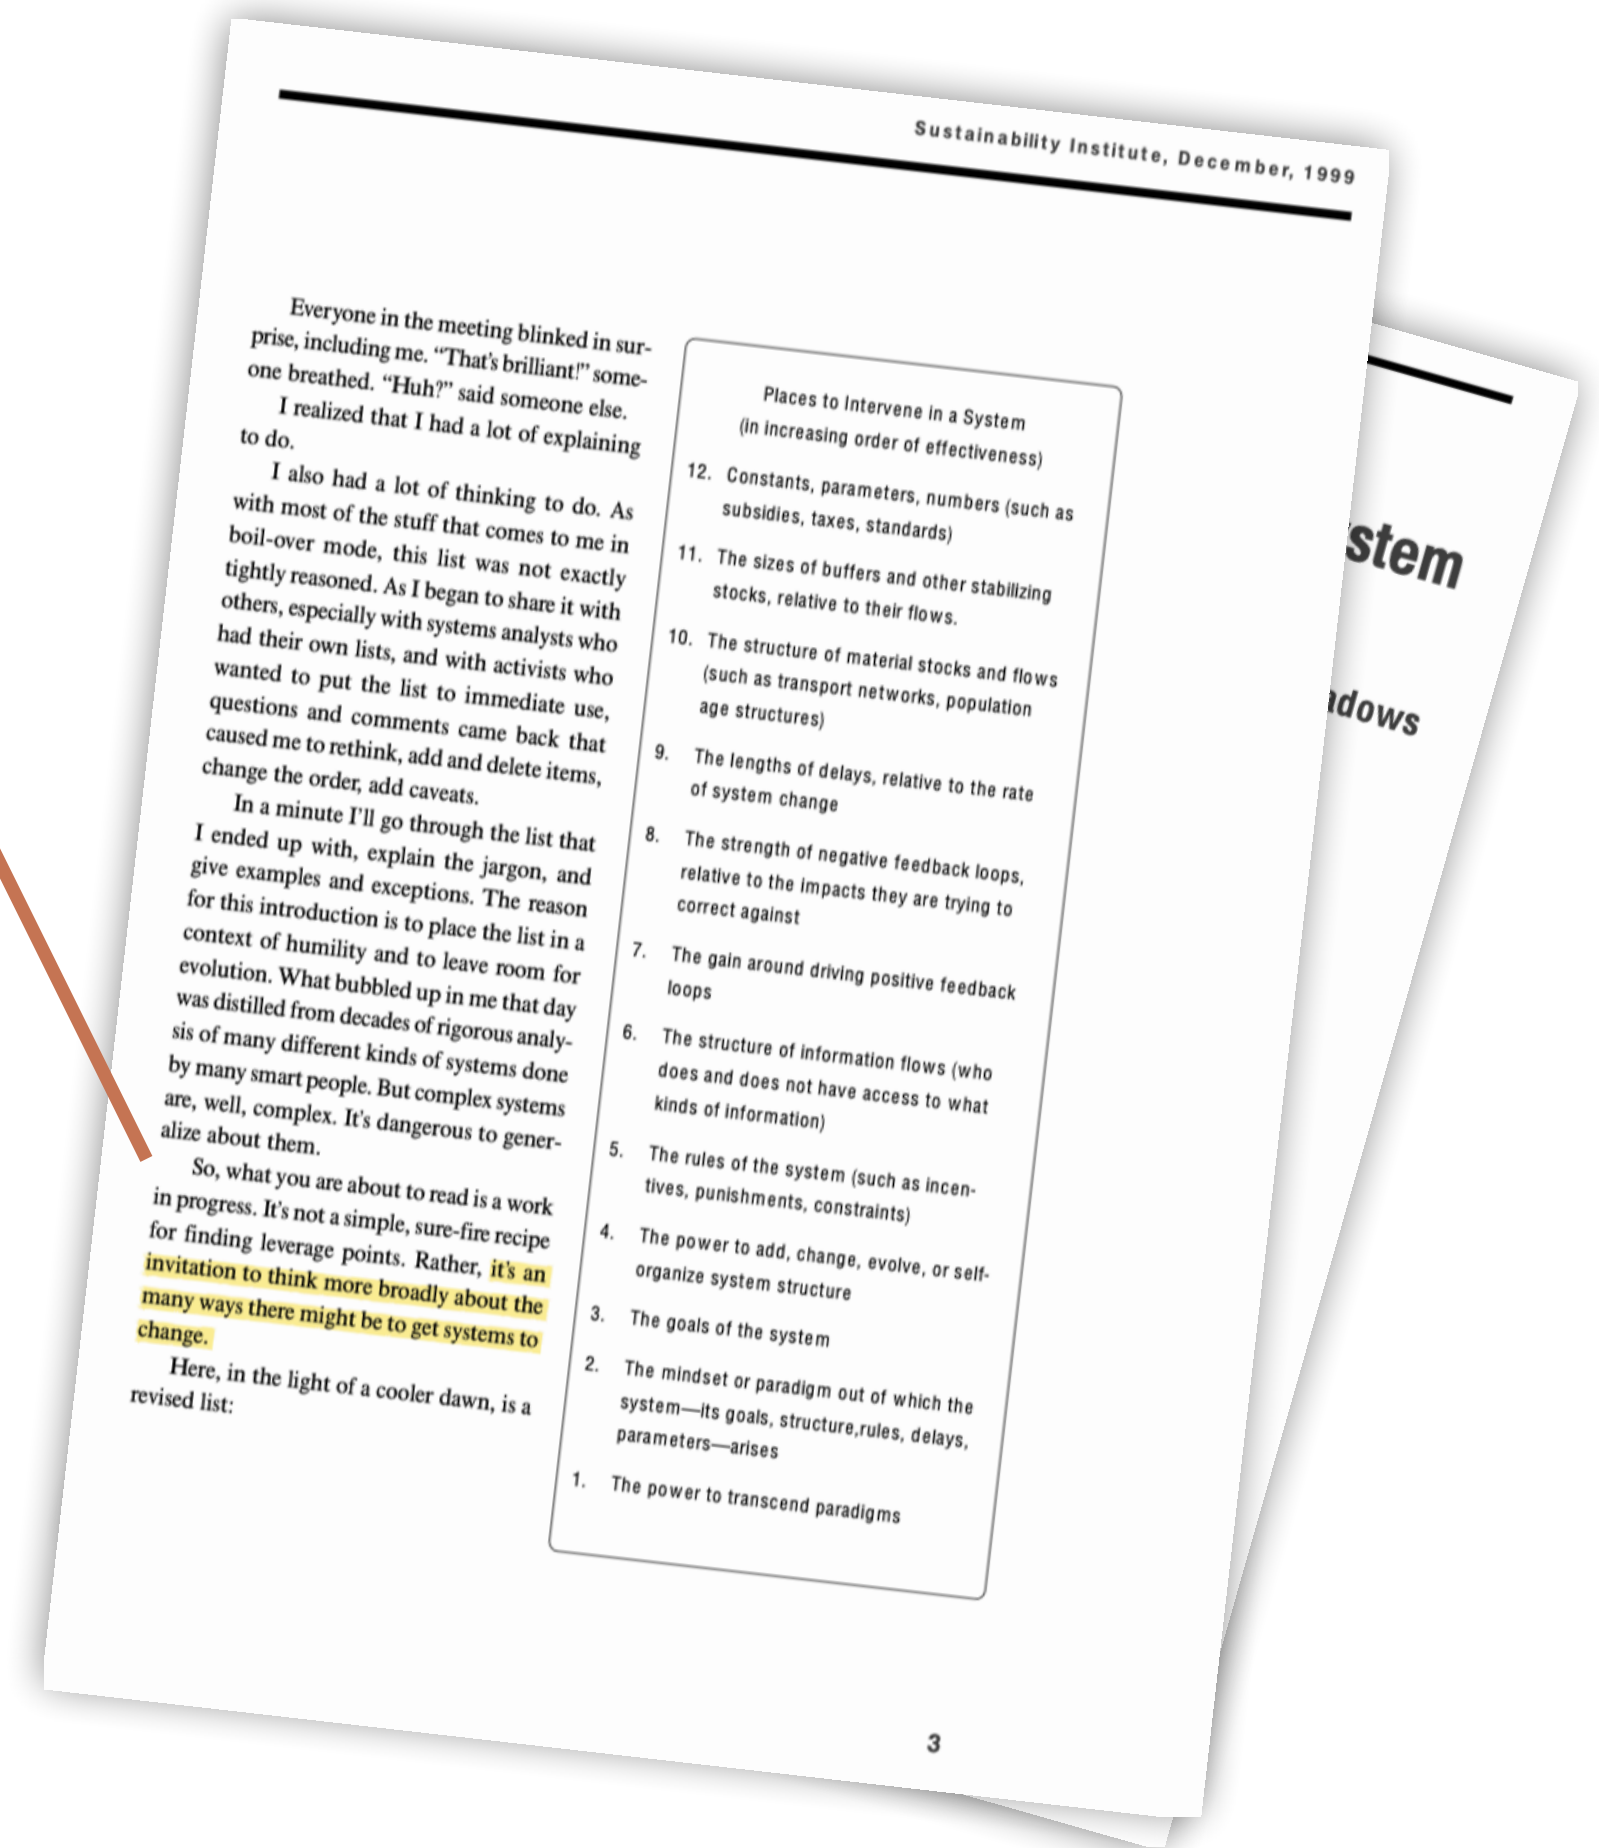 Sustainability Institute, December, 1999
Everyone in the meeting blinked in sur-
prise, including me. “That’s brilliant!” some-
one breathed. “Huh?” said someone else.
I realized that I had a lot of explaining
to do.
I also had a lot of thinking to do. As
with most of the stuff that comes to me in
boil-over mode, this list was not exactly
tightly reasoned. As I began to share it with
others, especially with systems analysts who
had their own lists, and with activists who
wanted to put the list to immediate use,
questions and comments came back that
caused me to rethink, add and delete items,
change the order, add caveats.
In a minute I’ll go through the list that
I ended up with, explain the jargon, and
give examples and exceptions. The reason
for this introduction is to place the list in a
context of humility and to leave room for
evolution. What bubbled up in me that day
was distilled from decades of rigorous analy-
sis of many different kinds of systems done
by many smart people. But complex systems
are, well, complex. It’s dangerous to gener-
alize about them.
So, what you are about to read is a work
in progress. It’s not a simple, sure-fire recipe
for finding leverage points. Rather, it’s an
invitation to think more broadly about the
many ways there might be to get systems to
change.
Here, in the light of a cooler dawn, is a
revised list:
Places to Intervene in a System
(in increasing order of effectiveness)
12. Constants, parameters, numbers (such as
subsidies, taxes, standards)
11. The sizes of buffers and other stabilizing
stocks, relative to their flows.
10. The structure of material stocks and flows
(such as transport networks, population
age structures)
9. The lengths of delays, relative to the rate
of system change
8. The strength of negative feedback loops,
relative to the impacts they are trying to
correct against
7. The gain around driving positive feedback
loops
6. The structure of information flows (who
does and does not have access to what
kinds of information)
5. The rules of the system (such as incen-
tives, punishments, constraints)
4. The power to add, change, evolve, or self-
organize system structure
3. The goals of the system
2. The mindset or paradigm out of which the
system—its goals, structure,rules, delays,
parameters—arises
1. The power to transcend paradigms
3
stem
dows